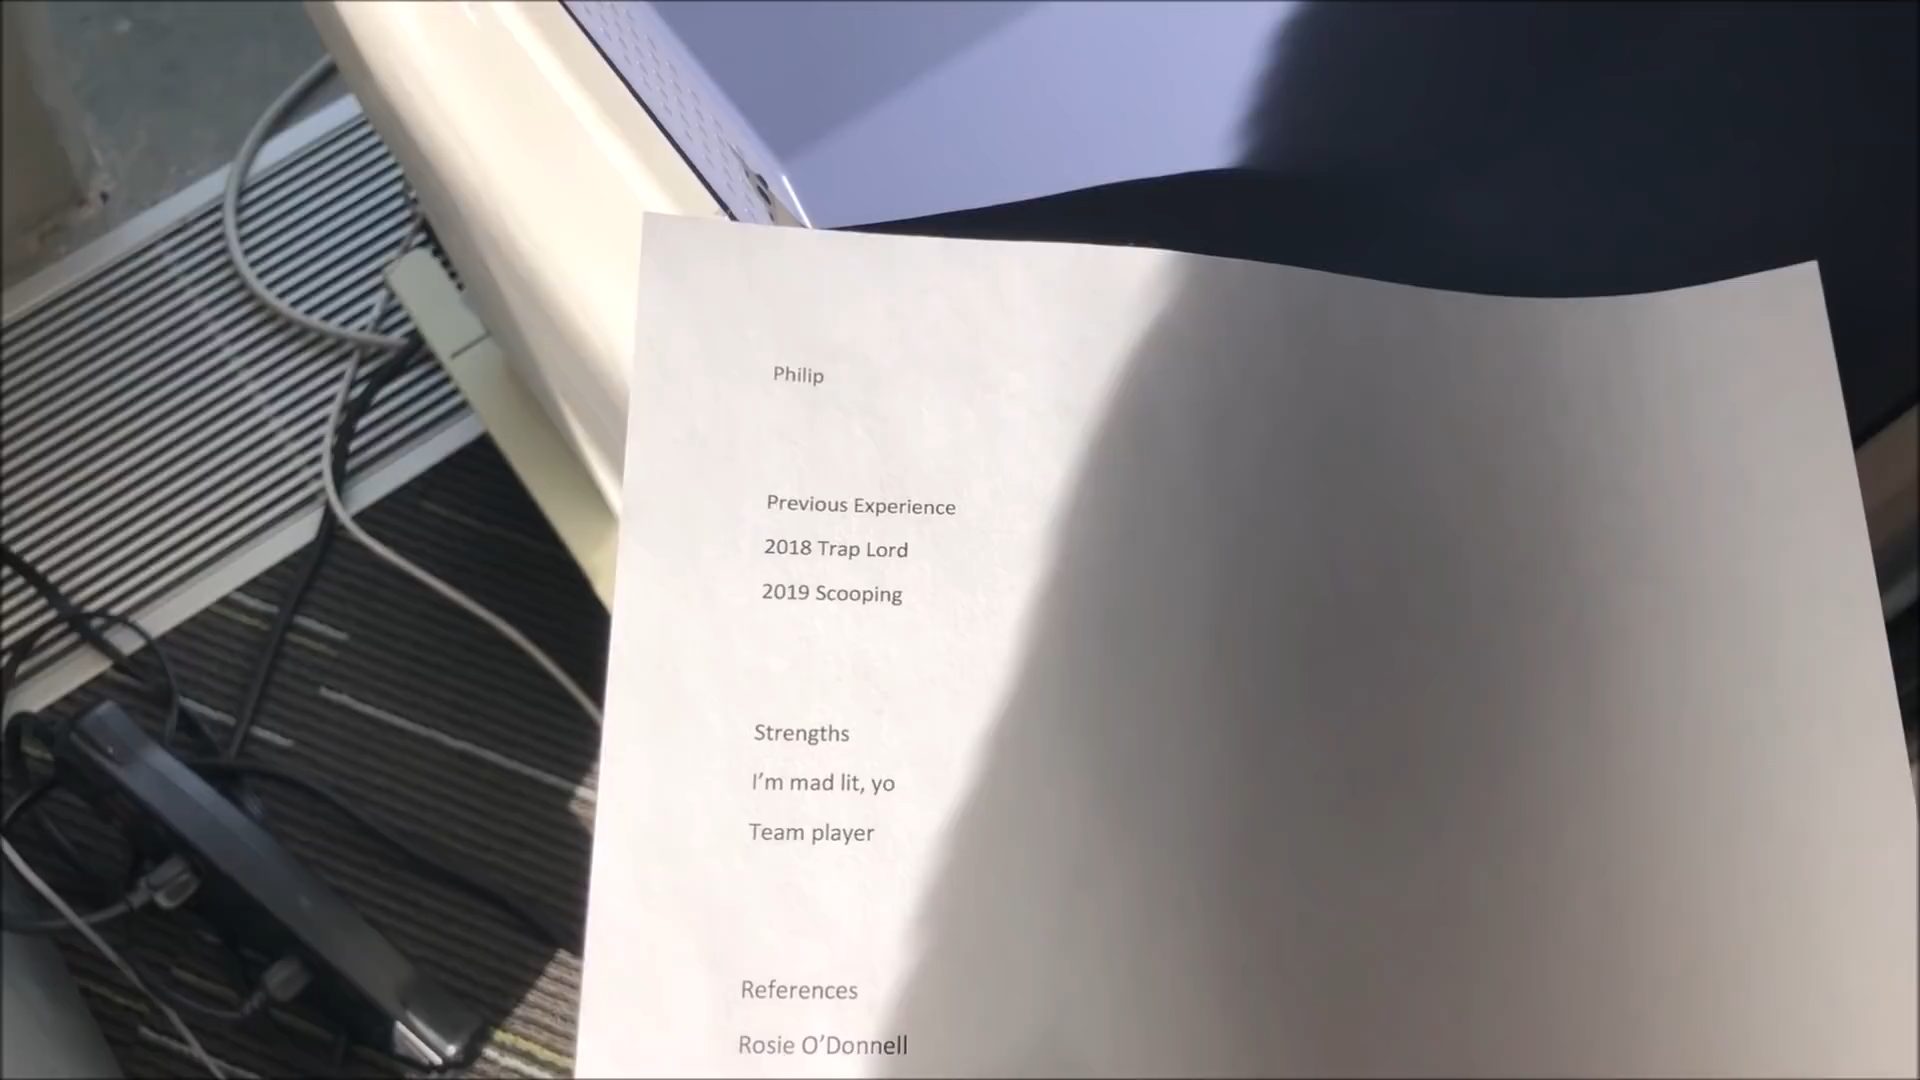 Philip
Previous Experience
2018 Trap Lord
2019 Scooping
Strengths
I'm mad lit, yo
Team player
References
Rosie O'Donnell